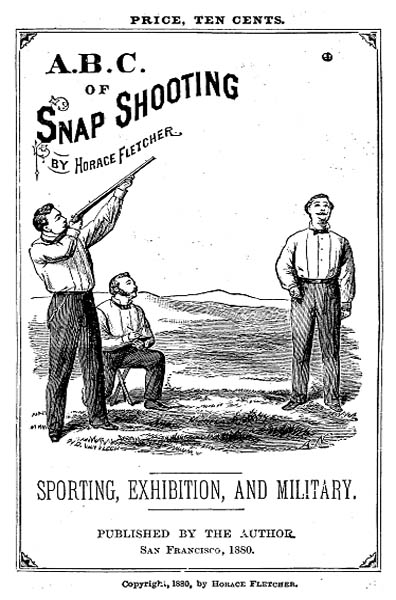 PRICE, TEN CENTS.
A.B.C.
OF
SNAP SHOOTING
BY HORACE FLETCHER.
SPORTING, EXHIBITION, AND MILITARY.
PUBLISHED BY THE AUTHOR.
SAN FRANCISCO, 1880.
Copyright, 1880, by HORACE FLETCHER.